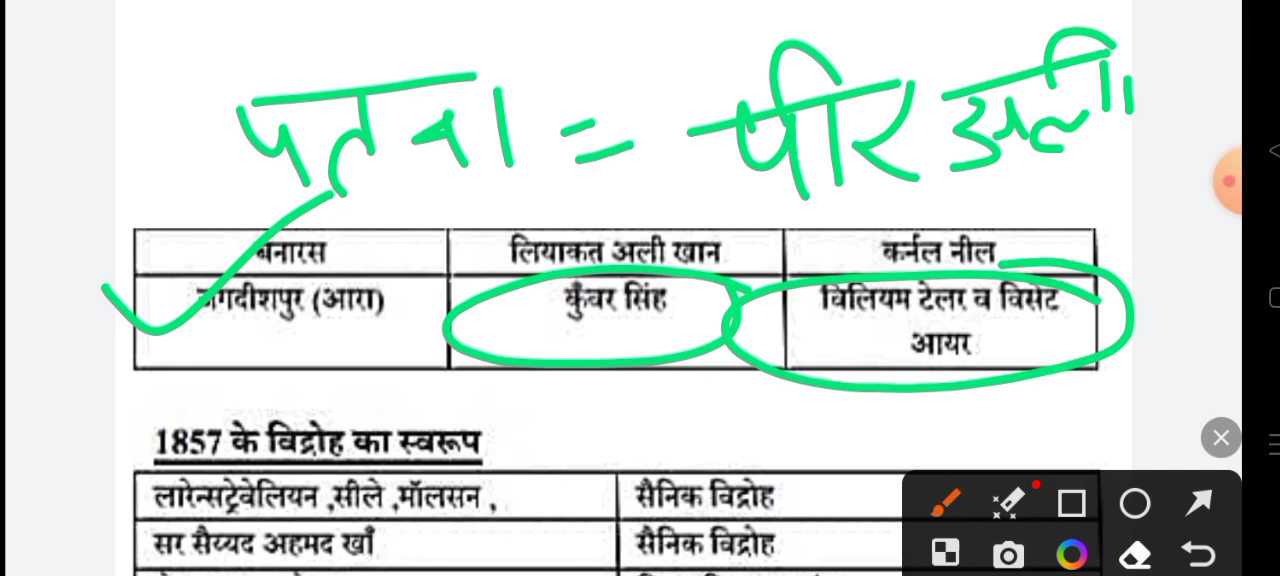 पटना = पीर अली
बनारस लियाकत अली खान कर्नल नील
जगदीशपुर (आरा) कुँवर सिंह विलियम टेलर व विसेंट
आयर
1857 के विद्रोह का स्वरूप
लारेन्सट्रेवेलियन ,सीले ,मॉलसन , सैनिक विद्रोह
सर सैय्यद अहमद खाँ सैनिक विद्रोह